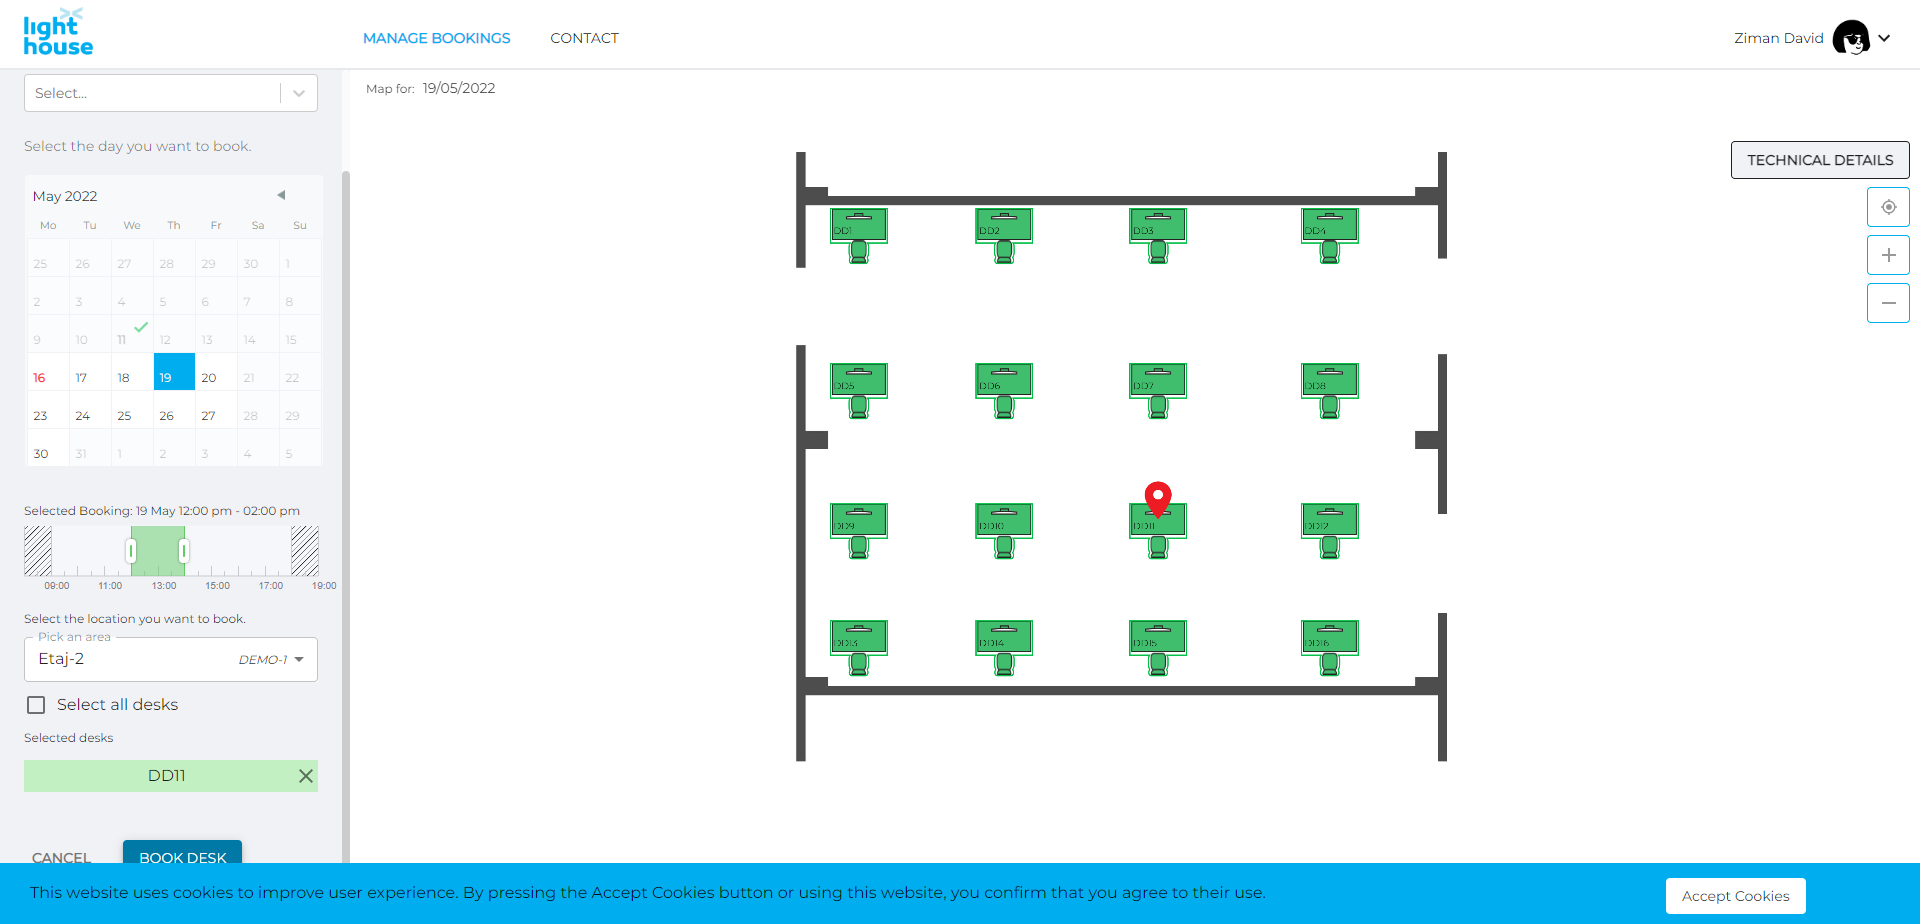 light
house
MANAGE BOOKINGS
CONTACT
Ziman David
Select...
Select the day you want to book.
May 2022
Mo Tu We Th Fr Sa Su
25 26 27 28 29 30 1
2 3 4 5 6 7 8
9 10 11 12 13 14 15
16 17 18 19 20 21 22
23 24 25 26 27 28 29
30 31 1 2 3 4 5
Selected Booking: 19 May 12:00 pm - 02:00 pm
09:00 11:00 13:00 15:00 17:00 19:00
Select the location you want to book.
Pick an area
Etaj-2 DEMO-1
Select all desks
Selected desks
DD11
CANCEL
BOOK DESK
Map for: 19/05/2022
TECHNICAL DETAILS
DD1 DD2 DD3 DD4
DD5 DD6 DD7 DD8
DD9 DD10 DD11 DD12
DD13 DD14 DD15 DD16
This website uses cookies to improve user experience. By pressing the Accept Cookies button or using this website, you confirm that you agree to their use.
Accept Cookies